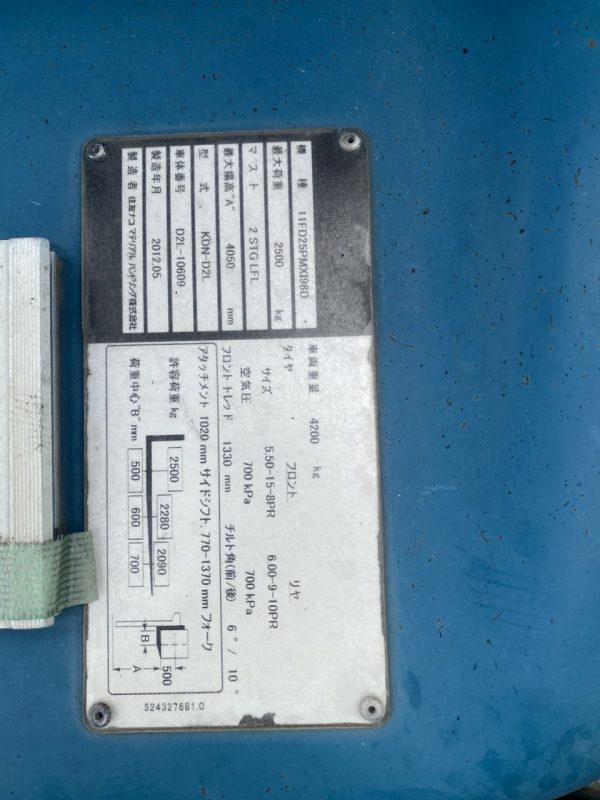 機種 11FD25PMXI98D
最大荷重 2500 kg
マスト 2 STG LFL
最大揚高"A" 4050 mm
型式 KDN-D2L
車体番号 D2L-10609
製造年月 2012.05
製造者 住友ナコ マテリアル ハンドリング株式会社
車両重量 4200 kg
タイヤ フロント リヤ
サイズ 5.50-15-8PR 6.00-9-10PR
空気圧 700 kPa 700 kPa
フロントトレッド 1330 mm チルト角(前/後) 6° / 10°
アタッチメント 1020 mm サイドシフト, 770-1370 mm フォーク
許容荷重 kg 2500 2280 2090
荷重中心"B" mm 500 600 700
500
B
A
524327681.0